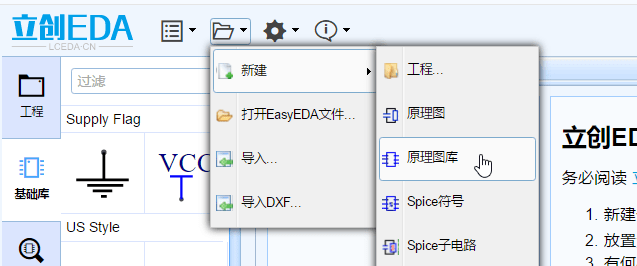 立创EDA
LCEDA·CN
工程
基础库
过滤
Supply Flag
VCC
US Style
新建
打开EasyEDA文件...
导入...
导入DXF...
工程...
原理图
原理图库
Spice符号
Spice子电路
立创ED
务必阅读
1. 新建
2. 放置
3. 有何